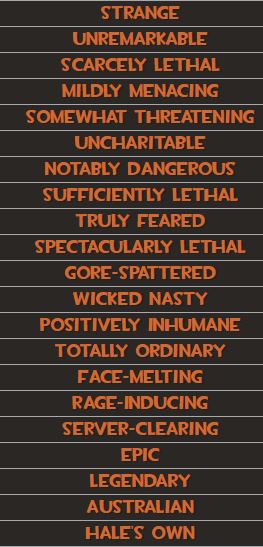 STRANGE
UNREMARKABLE
SCARCELY LETHAL
MILDLY MENACING
SOMEWHAT THREATENING
UNCHARITABLE
NOTABLY DANGEROUS
SUFFICIENTLY LETHAL
TRULY FEARED
SPECTACULARLY LETHAL
GORE-SPATTERED
WICKED NASTY
POSITIVELY INHUMANE
TOTALLY ORDINARY
FACE-MELTING
RAGE-INDUCING
SERVER-CLEARING
EPIC
LEGENDARY
AUSTRALIAN
HALE'S OWN